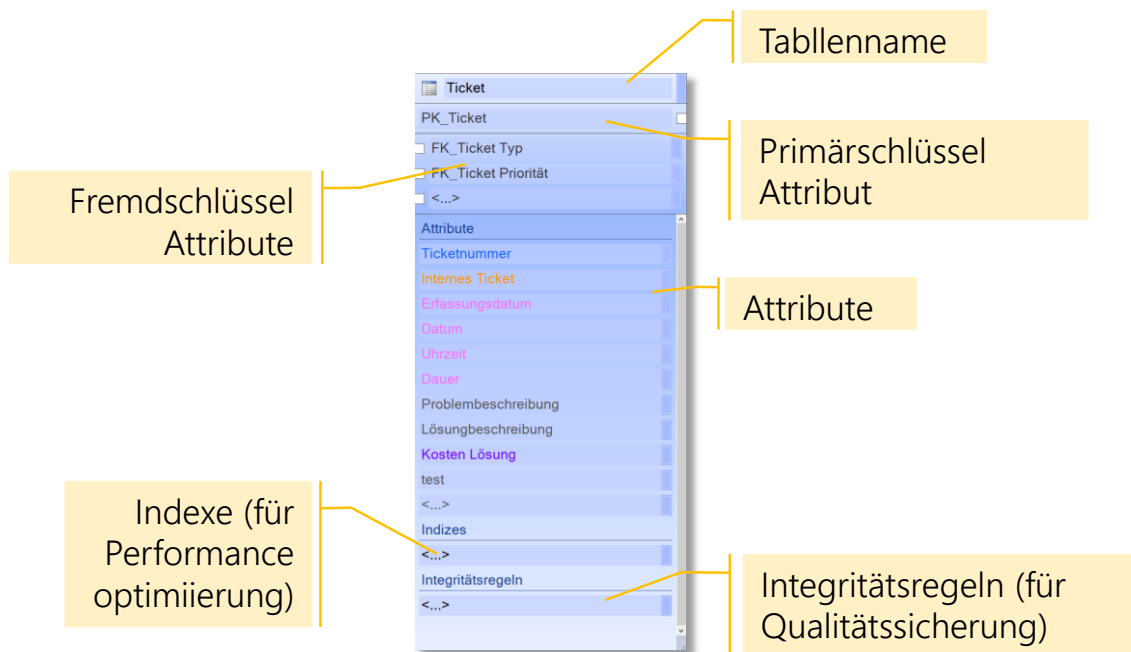 Tabllenname
Ticket
PK_Ticket
Primärschlüssel
Attribut
FK_Ticket Typ
FK_Ticket Priorität
<...>
Fremdschlüssel
Attribute
Attribute
Ticketnummer
Internes Ticket
Erfassungsdatum
Datum
Uhrzeit
Dauer
Problembeschreibung
Lösungbeschreibung
Kosten Lösung
test
<...>
Attribute
Indizes
<...>
Indexe (für
Performance
optimiierung)
Integritätsregeln
<...>
Integritätsregeln (für
Qualitätssicherung)